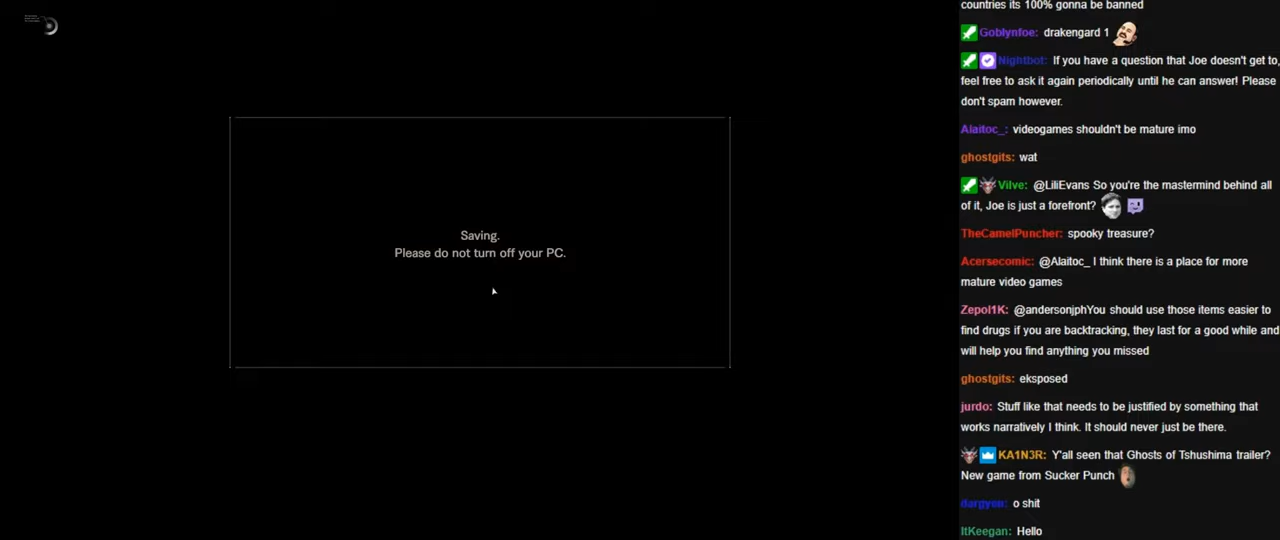 Saving.
Please do not turn off your PC.
countries its 100% gonna be banned
Goblynfoe: drakengard 1
Nightbot: If you have a question that Joe doesn't get to,
feel free to ask it again periodically until he can answer! Please
don't spam however.
Alaitoc_: videogames shouldn't be mature imo
ghostgits: wat
Vilve: @LiliEvans So you're the mastermind behind all
of it, Joe is just a forefront?
TheCamelPuncher: spooky treasure?
Acersecomic: @Alaitoc_ I think there is a place for more
mature video games
Zepol1K: @andersonjphYou should use those items easier to
find drugs if you are backtracking, they last for a good while and
will help you find anything you missed
ghostgits: eksposed
jurdo: Stuff like that needs to be justified by something that
works narratively I think. It should never just be there.
KA1N3R: Y'all seen that Ghosts of Tshushima trailer?
New game from Sucker Punch
o shit
ItKeegan: Hello